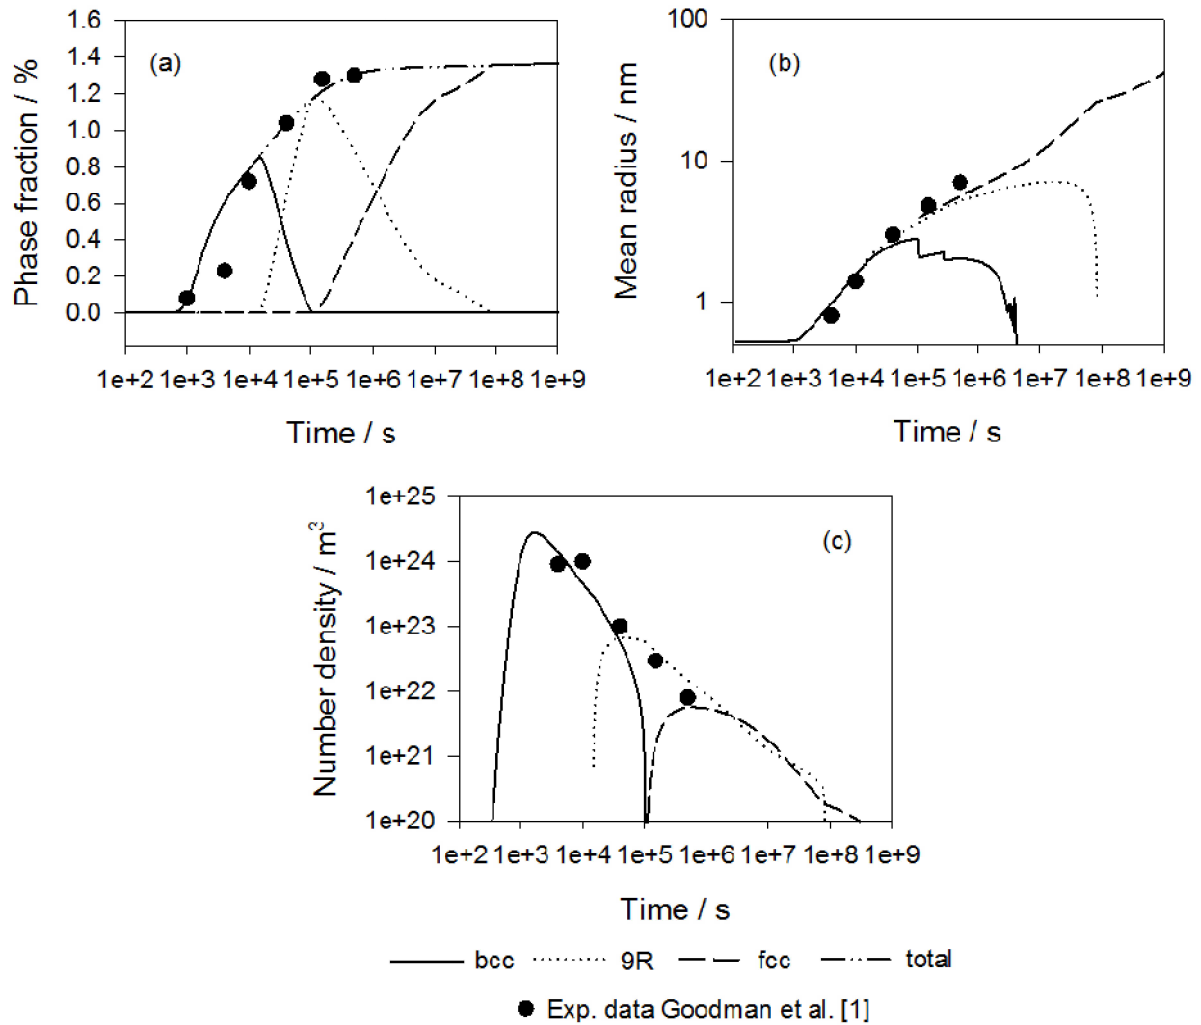 (a)
Phase fraction / %
1.6
1.4
1.2
1.0
0.8
0.6
0.4
0.2
0.0
1e+2 1e+3 1e+4 1e+5 1e+6 1e+7 1e+8 1e+9
Time / s
(b)
Mean radius / nm
100
10
1
1e+2 1e+3 1e+4 1e+5 1e+6 1e+7 1e+8 1e+9
Time / s
(c)
Number density / m³
1e+25
1e+24
1e+23
1e+22
1e+21
1e+20
1e+2 1e+3 1e+4 1e+5 1e+6 1e+7 1e+8 1e+9
Time / s
bcc 9R fcc total
Exp. data Goodman et al. [1]